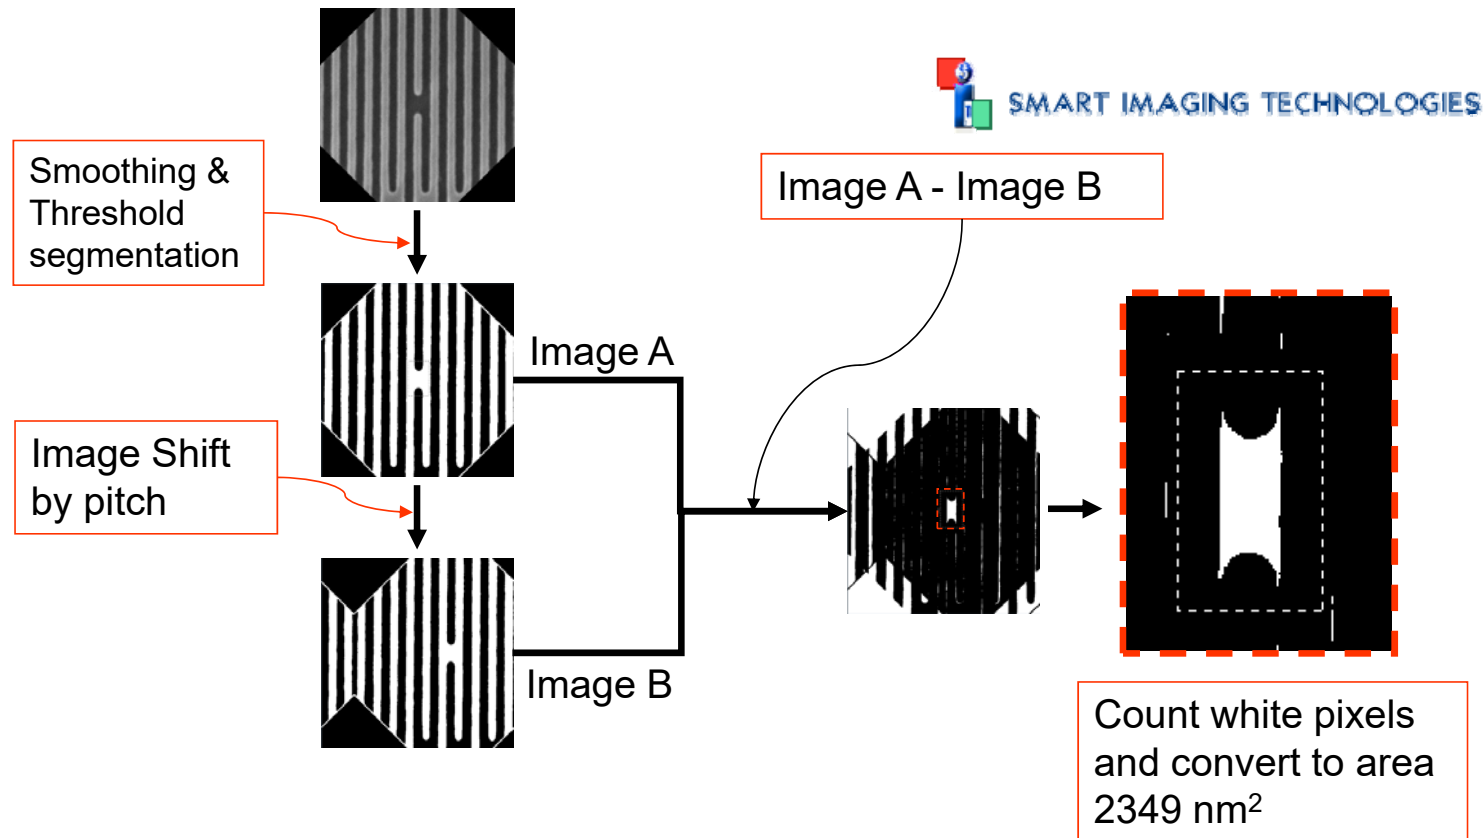 SMART IMAGING TECHNOLOGIES
Smoothing &
Threshold
segmentation
Image A - Image B
Image A
Image Shift
by pitch
Image B
Count white pixels
and convert to area
2349 nm²